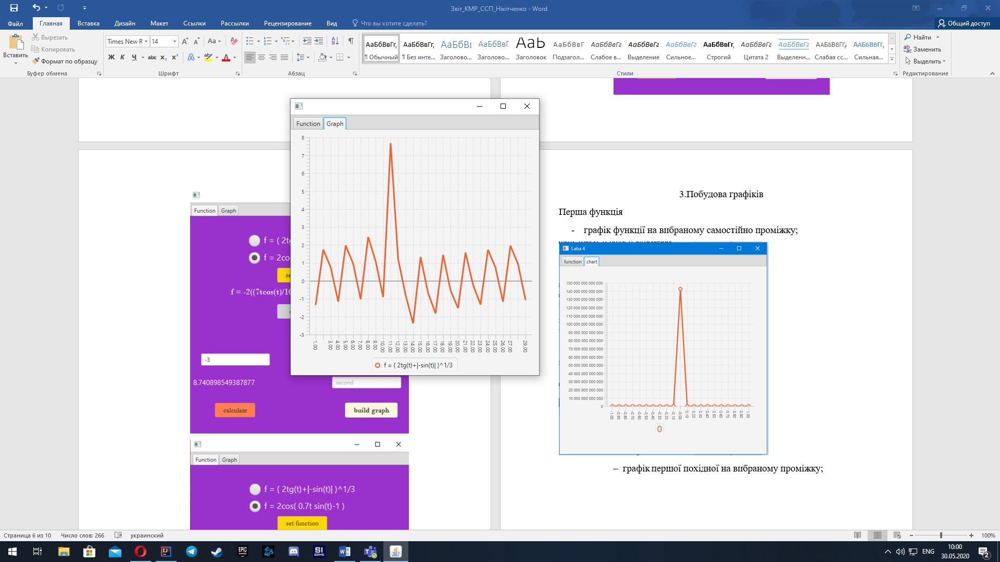 Звіт_КМР_ССП_Нікітченко - Word
Файл
Главная
Вставка
Дизайн
Макет
Ссылки
Рассылки
Рецензирование
Вид
Что вы хотите сделать?
Общий доступ
Вставить
Вырезать
Копировать
Формат по образцу
Буфер обмена
Times New R
14
Aa
Ж К Ч abc x₂ x²
Шрифт
Абзац
АаБбВвГг, АаБбВвГг, АаБбВв АаБбВвГ АаЬ АаБбВвГ АаБбВвГг АаБбВвГг АаБбВвГг АаБбВвГг, АаБбВвГг АаБбВвГг АаБбВвГг АаБбВвГг,
¶ Обычный
¶ Без инте...
Заголово...
Заголово...
Заголовок
Подзагол...
Слабое в...
Выделение
Сильное...
Строгий
Цитата 2
Выделенн...
Слабая сс...
Сильная...
Стили
Найти
Заменить
Выделить
Редактирование
Function Graph
8
7
6
5
4
3
2
1
0
-1
-2
-3
1,00 3,00 4,00 5,00 6,00 7,00 8,00 9,00 10,00 11,00 12,00 13,00 14,00 15,00 16,00 17,00 18,00 19,00 20,00 21,00 22,00 23,00 24,00 25,00 26,00 27,00 29,00
f = ( 2tg(t)+|-sin(t)| )^1/3
Function Graph
f = ( 2tg
f = 2cos
se
f = -2((7tcos(t)/10
-3
8.740898549387877
second
calculate
build graph
Function Graph
f = ( 2tg(t)+|-sin(t)| )^1/3
f = 2cos( 0.7t sin(t)-1 )
set function
3.Побудова графіків
Перша функція
- графік функції на вибраному самостійно проміжку;
Laba 4
function chart
150 000 000 000 000
140 000 000 000 000
130 000 000 000 000
120 000 000 000 000
110 000 000 000 000
100 000 000 000 000
90 000 000 000 000
80 000 000 000 000
70 000 000 000 000
60 000 000 000 000
50 000 000 000 000
40 000 000 000 000
30 000 000 000 000
20 000 000 000 000
10 000 000 000 000
0
-1,00 -0,90 -0,80 -0,70 -0,60 -0,50 -0,40 -0,30 -0,20 -0,10 -0,00 0,10 0,20 0,30 0,40 0,50 0,60 0,70 0,80 0,90 1,00
– графік першої похідної на вибраному проміжку;
Страница 6 из 10
Число слов: 266
украинский
100%
EPIC GAMES
SI GAME
ENG
10:00
30.05.2020
2